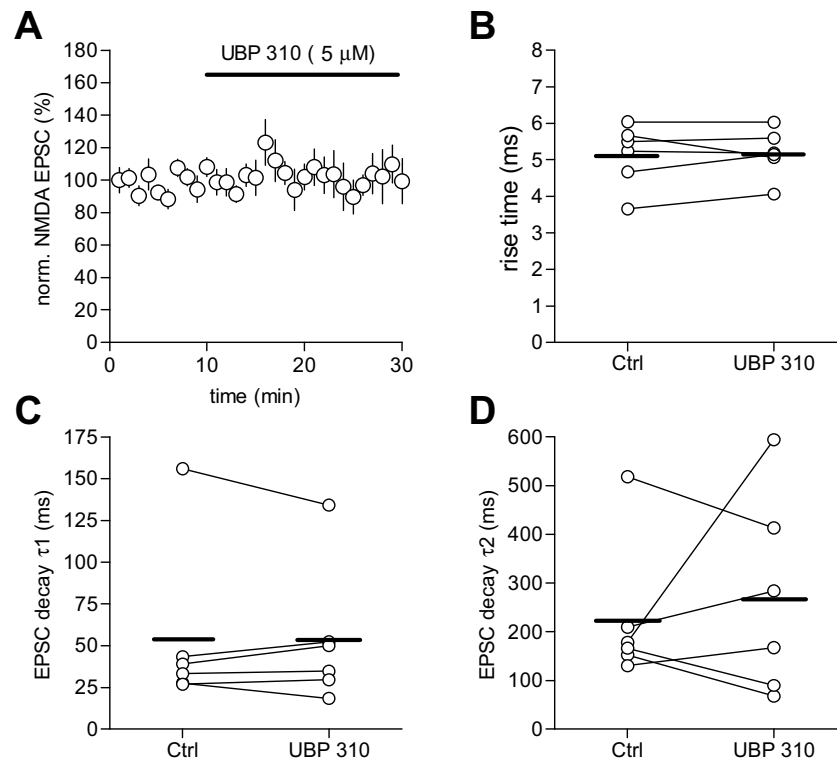 A
UBP 310 ( 5 μM)
norm. NMDA EPSC (%)
180
160
140
120
100
80
60
40
20
0
0 10 20 30
time (min)
B
rise time (ms)
8
7
6
5
4
3
2
1
0
Ctrl UBP 310
C
EPSC decay τ1 (ms)
175
150
125
100
75
50
25
0
Ctrl UBP 310
D
EPSC decay τ2 (ms)
600
500
400
300
200
100
0
Ctrl UBP 310